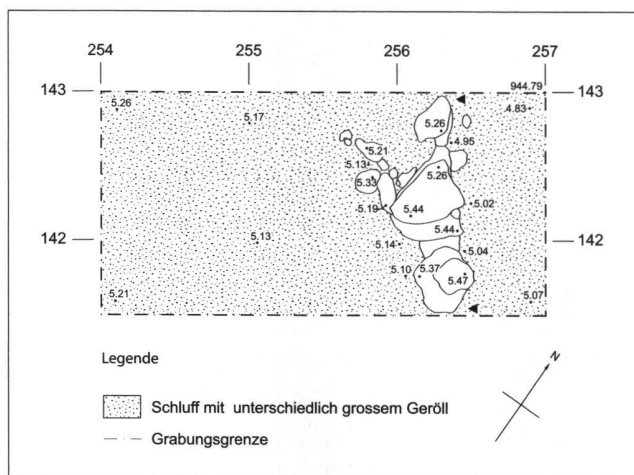 254 255 256 257
143 143
944.79
5.26 4.83
5.17 5.26
4.95
5.21
5.13 5.26
5.33
5.19 5.02
5.44
5.44
142 5.13 5.14 5.04 142
5.10 5.37 5.47
5.21 5.07
Legende
N
Schluff mit unterschiedlich grossem Geröll
Grabungsgrenze